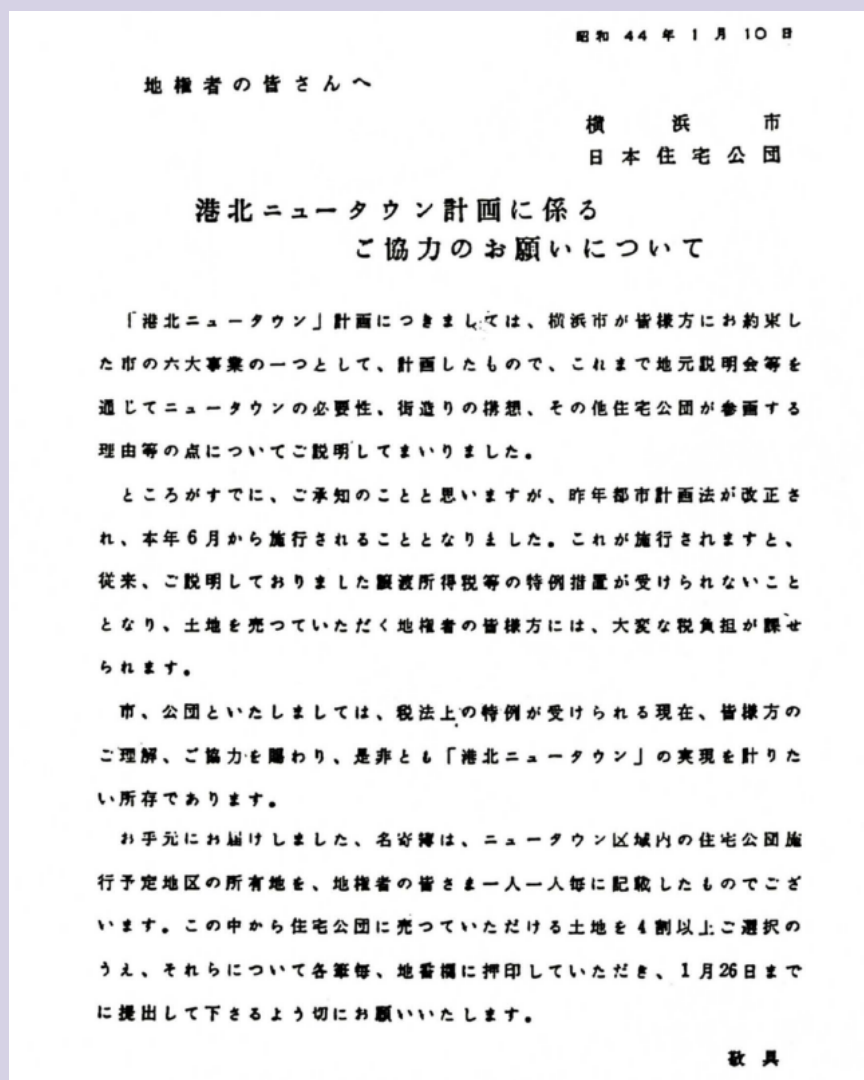 昭和44年1月10日
地権者の皆さんへ
横浜市
日本住宅公団
港北ニュータウン計画に係る
ご協力のお願いについて
「港北ニュータウン」計画につきましては、横浜市が皆様方にお約束し
た市の六大事業の一つとして、計画したもので、これまで地元説明会等を
通じてニュータウンの必要性、街造りの構想、その他住宅公団が参画する
理由等の点についてご説明してまいりました。
ところがすでに、ご承知のことと思いますが、昨年都市計画法が改正さ
れ、本年6月から施行されることとなりました。これが施行されますと、
従来、ご説明しておりました譲渡所得税等の特例措置が受けられないこと
となり、土地を売つていただく地権者の皆様方には、大変な税負担が課せ
られます。
市、公団といたしましては、税法上の特例が受けられる現在、皆様方の
ご理解、ご協力を賜わり、是非とも「港北ニュータウン」の実現を計りた
い所存であります。
お手元にお届けしました、名寄簿は、ニュータウン区域内の住宅公団施
行予定地区の所有地を、地権者の皆さま一人一人毎に記載したものでござ
います。この中から住宅公団に売つていただける土地を4割以上ご選択の
うえ、それらについて各筆毎、地番欄に押印していただき、1月26日まで
に提出して下さるよう切にお願いいたします。
敬具